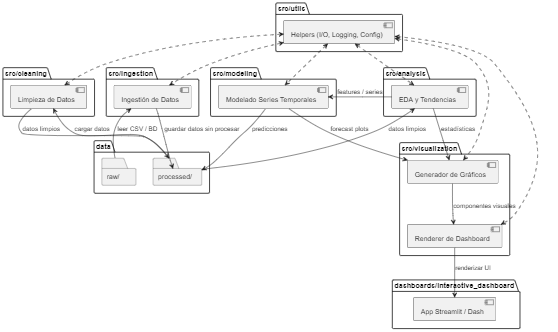 src/utils
Helpers (I/O, Logging, Config)
src/cleaning
src/ingestion
src/modeling
src/analysis
Limpieza de Datos
Ingestión de Datos
Modelado Series Temporales
features / series
EDA y Tendencias
datos limpios
cargar datos
leer CSV / BD
guardar datos sin procesar
predicciones
forecast plots
datos limpios
estadísticas
data
raw/
processed/
src/visualization
Generador de Gráficos
componentes visuales
Renderer de Dashboard
renderizar UI
dashboards/interactive_dashboard
App Streamlit / Dash